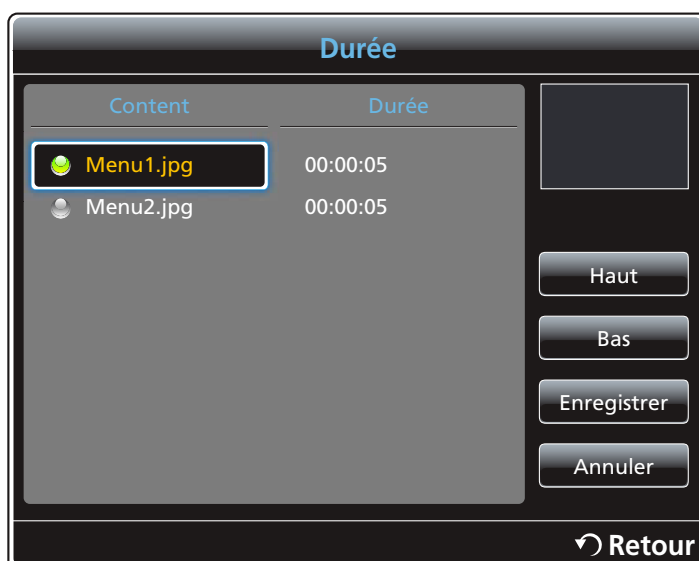 Durée
Content Durée
Menu1.jpg 00:00:05
Menu2.jpg 00:00:05
Haut
Bas
Enregistrer
Annuler
Retour